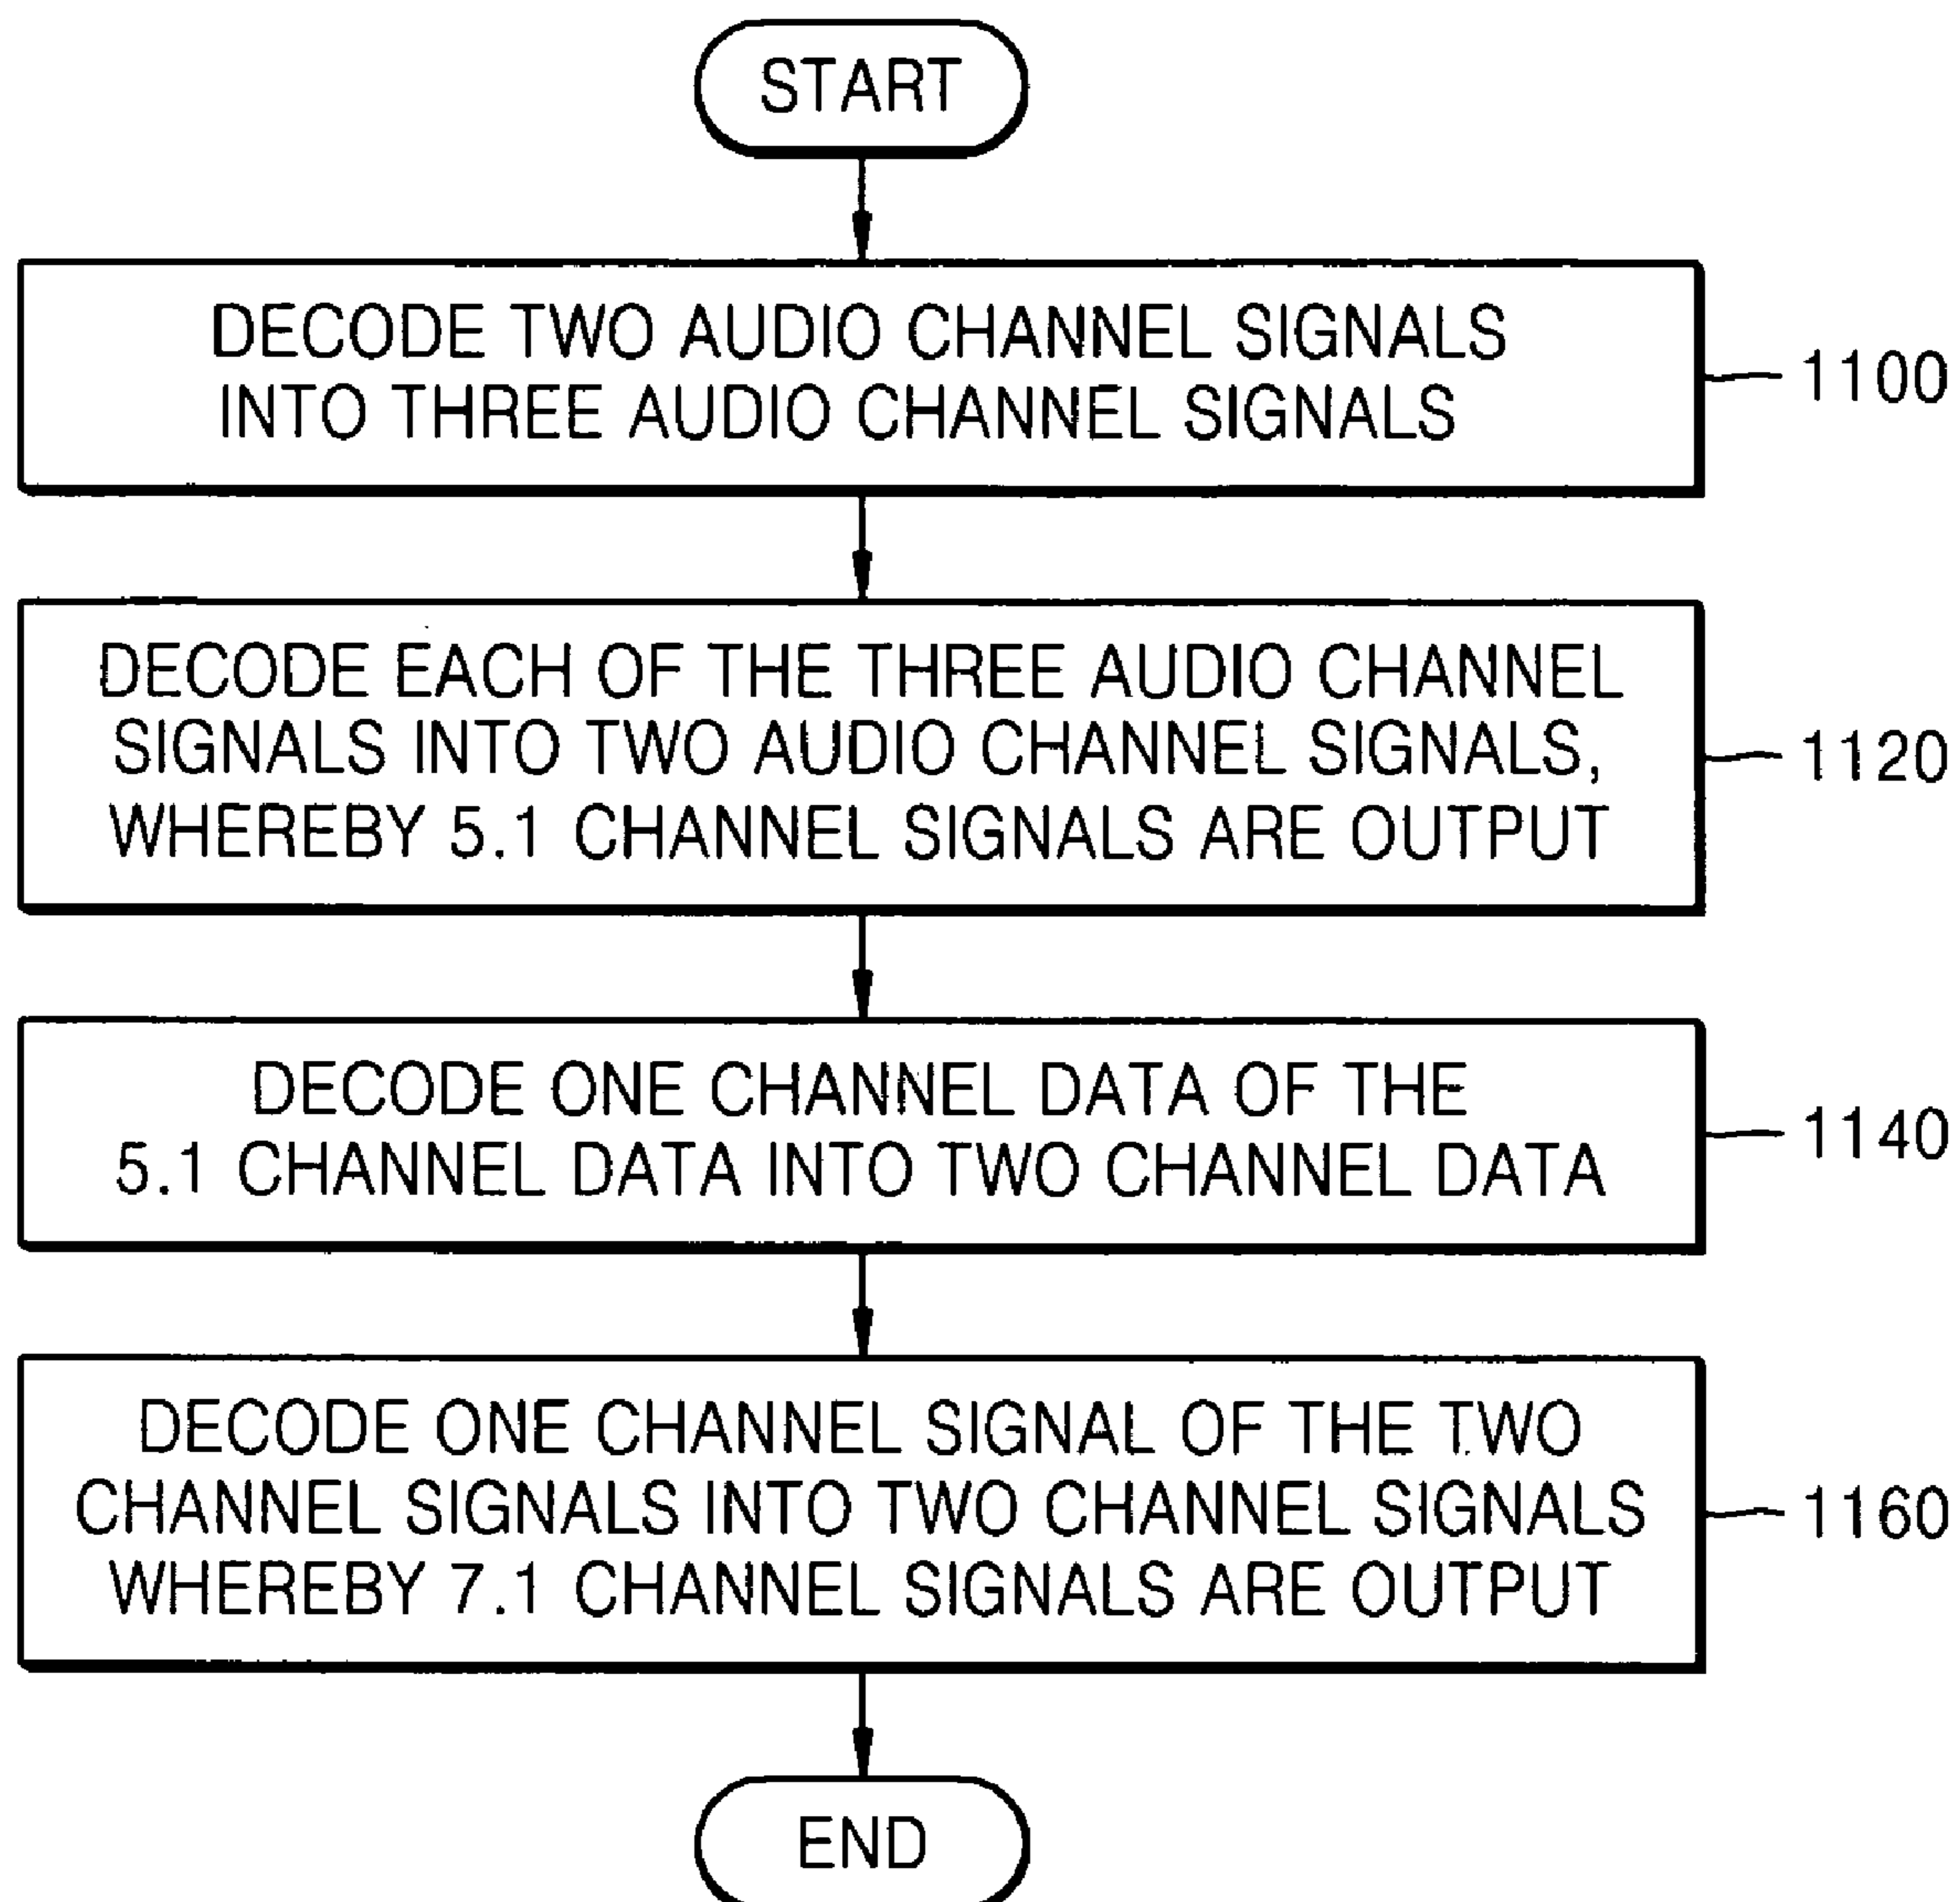 START
DECODE TWO AUDIO CHANNEL SIGNALS
INTO THREE AUDIO CHANNEL SIGNALS
1100
DECODE EACH OF THE THREE AUDIO CHANNEL
SIGNALS INTO TWO AUDIO CHANNEL SIGNALS,
WHEREBY 5.1 CHANNEL SIGNALS ARE OUTPUT
1120
DECODE ONE CHANNEL DATA OF THE
5.1 CHANNEL DATA INTO TWO CHANNEL DATA
1140
DECODE ONE CHANNEL SIGNAL OF THE TWO
CHANNEL SIGNALS INTO TWO CHANNEL SIGNALS
WHEREBY 7.1 CHANNEL SIGNALS ARE OUTPUT
1160
END